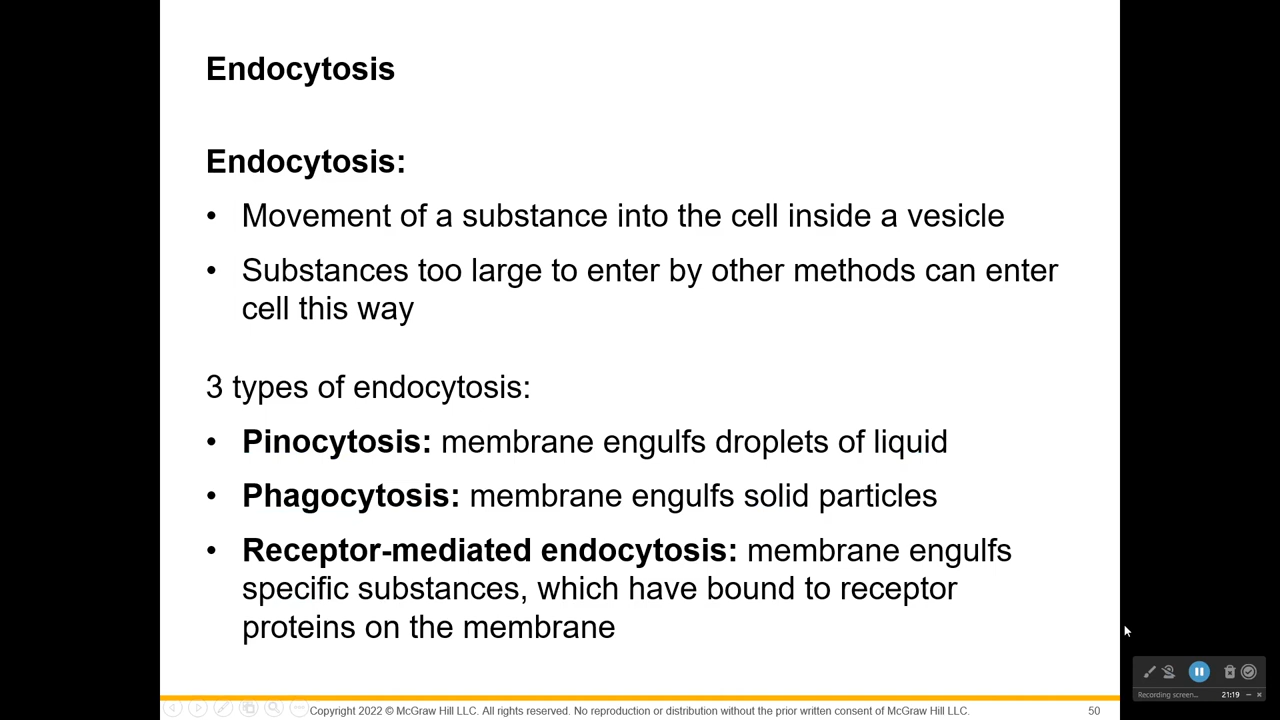 Endocytosis
Endocytosis:
• Movement of a substance into the cell inside a vesicle
• Substances too large to enter by other methods can enter
cell this way
3 types of endocytosis:
• Pinocytosis: membrane engulfs droplets of liquid
• Phagocytosis: membrane engulfs solid particles
• Receptor-mediated endocytosis: membrane engulfs
specific substances, which have bound to receptor
proteins on the membrane
Recording screen... 21:19
Copyright 2022 © McGraw Hill LLC. All rights reserved. No reproduction or distribution without the prior written consent of McGraw Hill LLC. 50